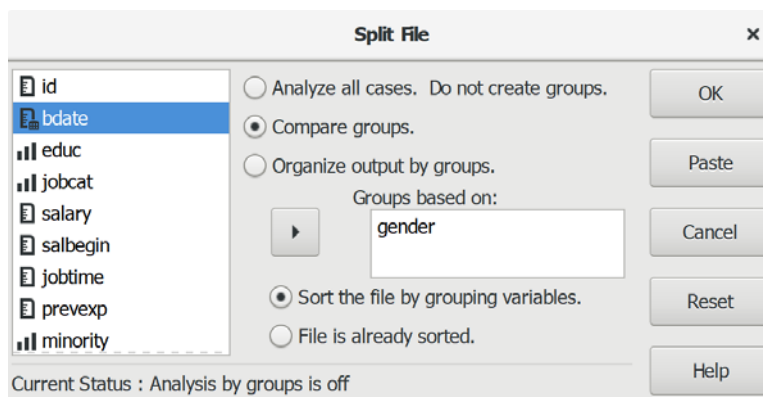 Split File
id
bdate
educ
jobcat
salary
salbegin
jobtime
prevexp
minority
Analyze all cases. Do not create groups.
Compare groups.
Organize output by groups.
Groups based on:
gender
Sort the file by grouping variables.
File is already sorted.
OK
Paste
Cancel
Reset
Help
Current Status : Analysis by groups is off